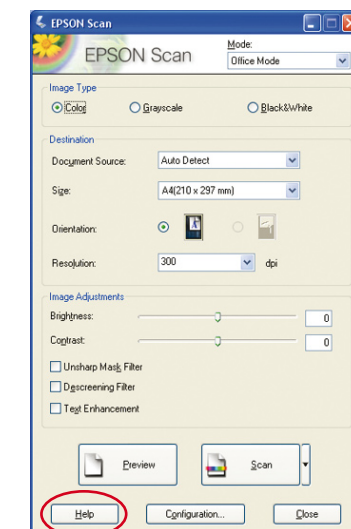 EPSON Scan
EPSON Scan
Mode:
Office Mode
Image Type
Color Grayscale Black&White
Destination
Document Source: Auto Detect
Size: A4(210 x 297 mm)
Orientation:
Resolution: 300 dpi
Image Adjustments
Brightness: 0
Contrast: 0
Unsharp Mask Filter
Descreening Filter
Text Enhancement
Preview Scan
Help Configuration... Close